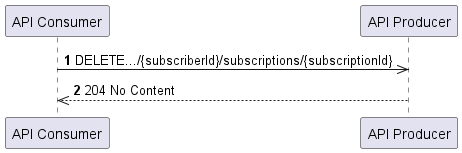 API Consumer API Producer
1 DELETE.../{subscriberId}/subscriptions/{subscriptionId}
2 204 No Content
API Consumer API Producer